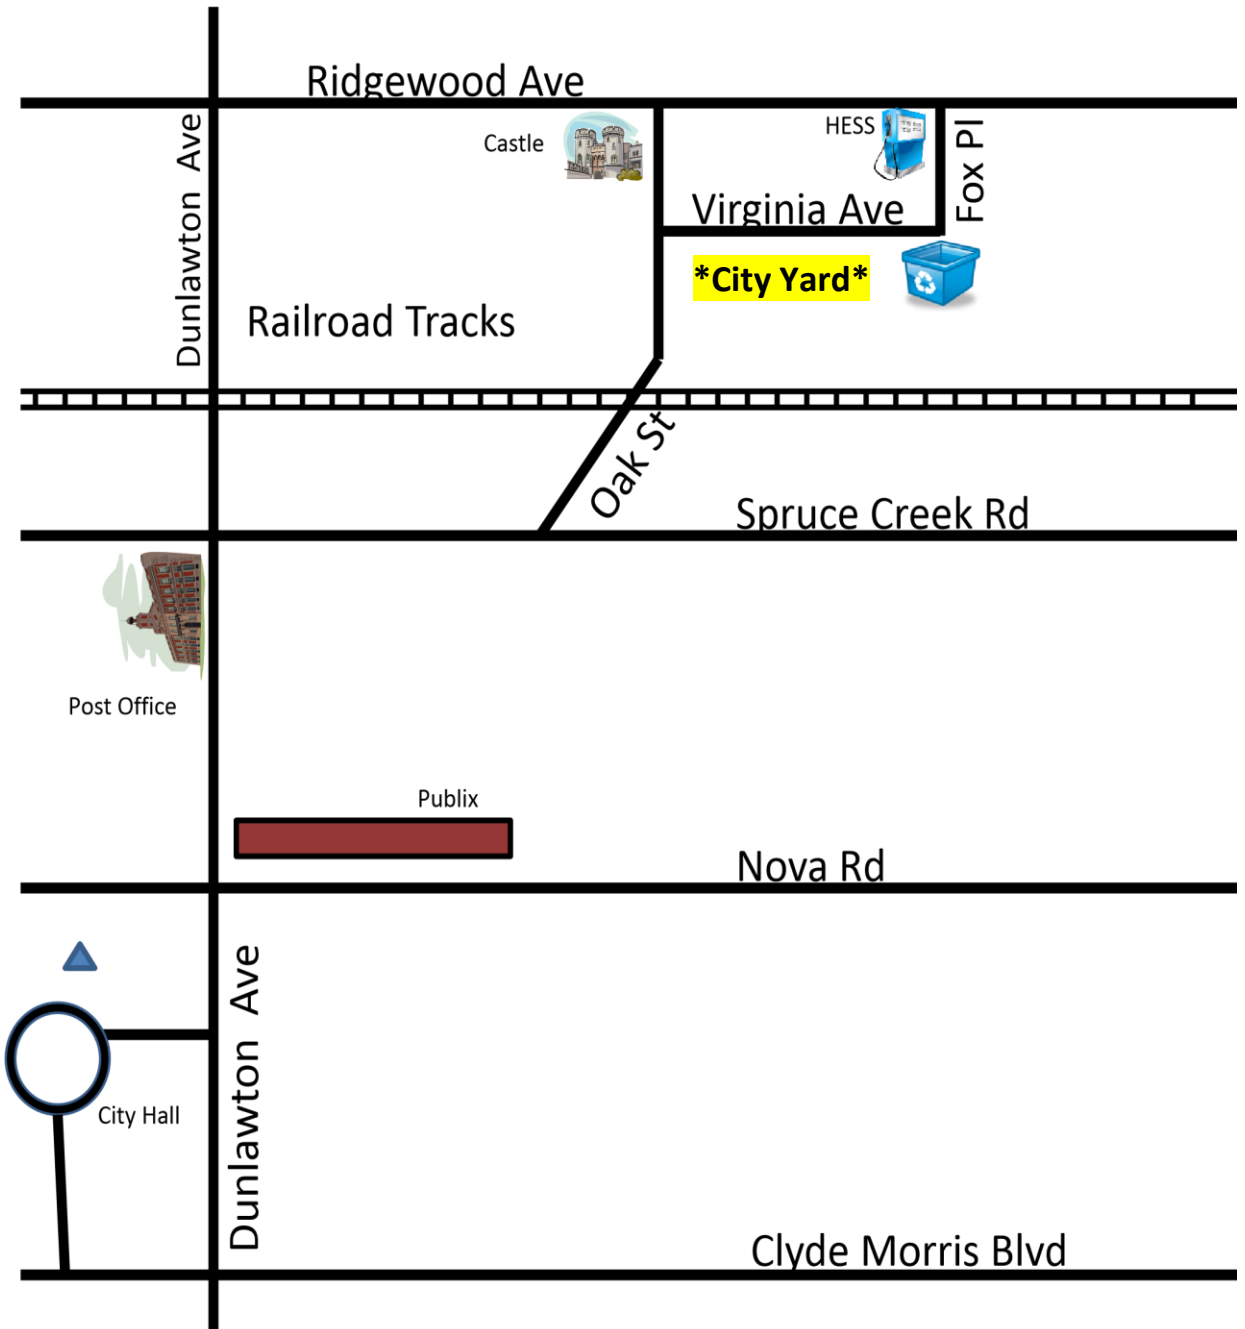 Ridgewood Ave
Dunlawton Ave
Castle
HESS
Fox Pl
Virginia Ave
*City Yard*
Railroad Tracks
Oak St
Spruce Creek Rd
Post Office
Publix
Nova Rd
Dunlawton Ave
City Hall
Clyde Morris Blvd